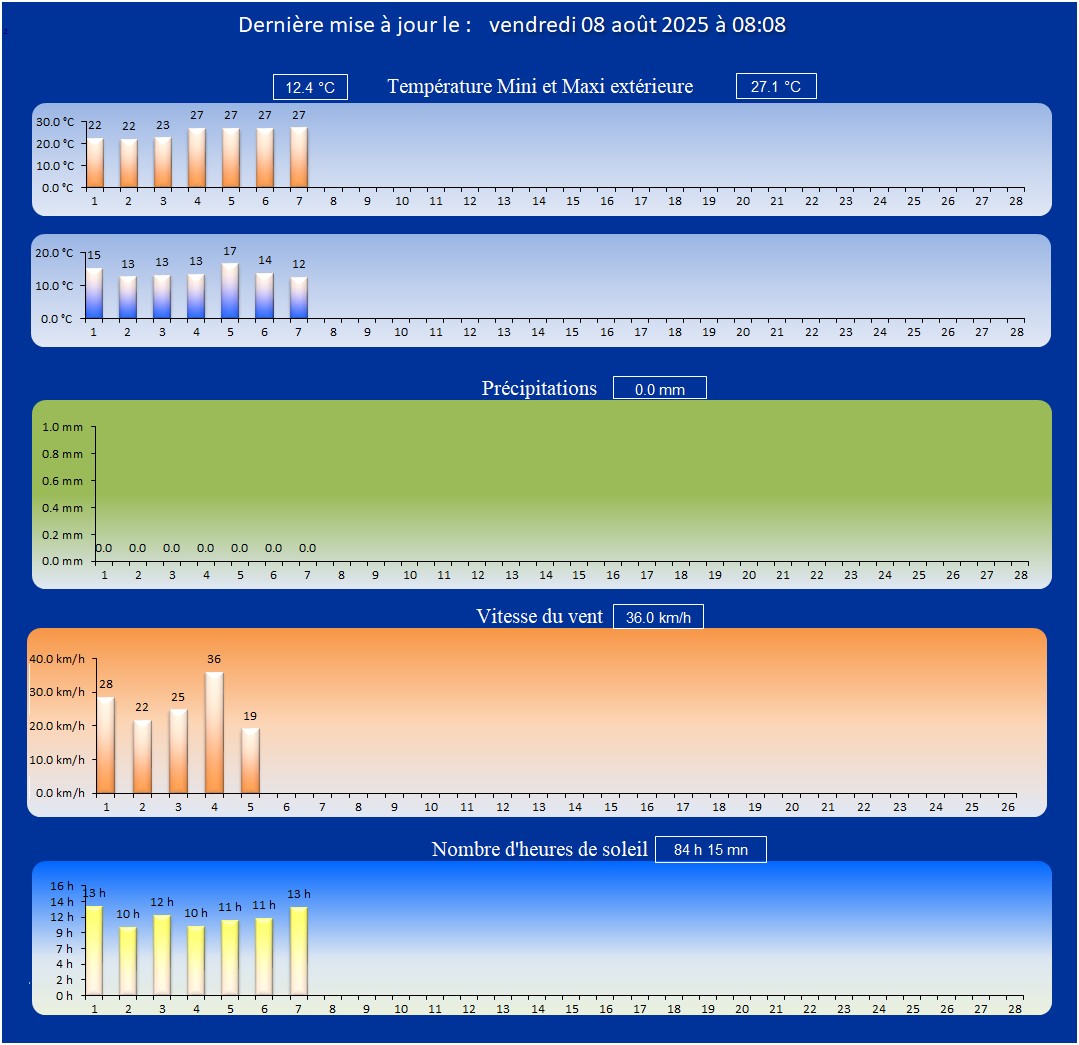 Dernière mise à jour le : vendredi 08 août 2025 à 08:08
12.4 °C Température Mini et Maxi extérieure 27.1 °C
27 27 27 27
30.0 °C 22 22 23
20.0 °C
10.0 °C
0.0 °C
1 2 3 4 5 6 7 8 9 10 11 12 13 14 15 16 17 18 19 20 21 22 23 24 25 26 27 28
20.0 °C 15 13 13 13 17 14 12
10.0 °C
0.0 °C
1 2 3 4 5 6 7 8 9 10 11 12 13 14 15 16 17 18 19 20 21 22 23 24 25 26 27 28
Précipitations 0.0 mm
1.0 mm
0.8 mm
0.6 mm
0.4 mm
0.2 mm
0.0 0.0 0.0 0.0 0.0 0.0 0.0
0.0 mm
1 2 3 4 5 6 7 8 9 10 11 12 13 14 15 16 17 18 19 20 21 22 23 24 25 26 27 28
Vitesse du vent 36.0 km/h
40.0 km/h 36
28 22 25 19
30.0 km/h
20.0 km/h
10.0 km/h
0.0 km/h
1 2 3 4 5 6 7 8 9 10 11 12 13 14 15 16 17 18 19 20 21 22 23 24 25 26
Nombre d'heures de soleil 84 h 15 mn
16 h
13 h 10 h 12 h 10 h 11 h 11 h 13 h
14 h
12 h
9 h
7 h
4 h
2 h
0 h
1 2 3 4 5 6 7 8 9 10 11 12 13 14 15 16 17 18 19 20 21 22 23 24 25 26 27 28